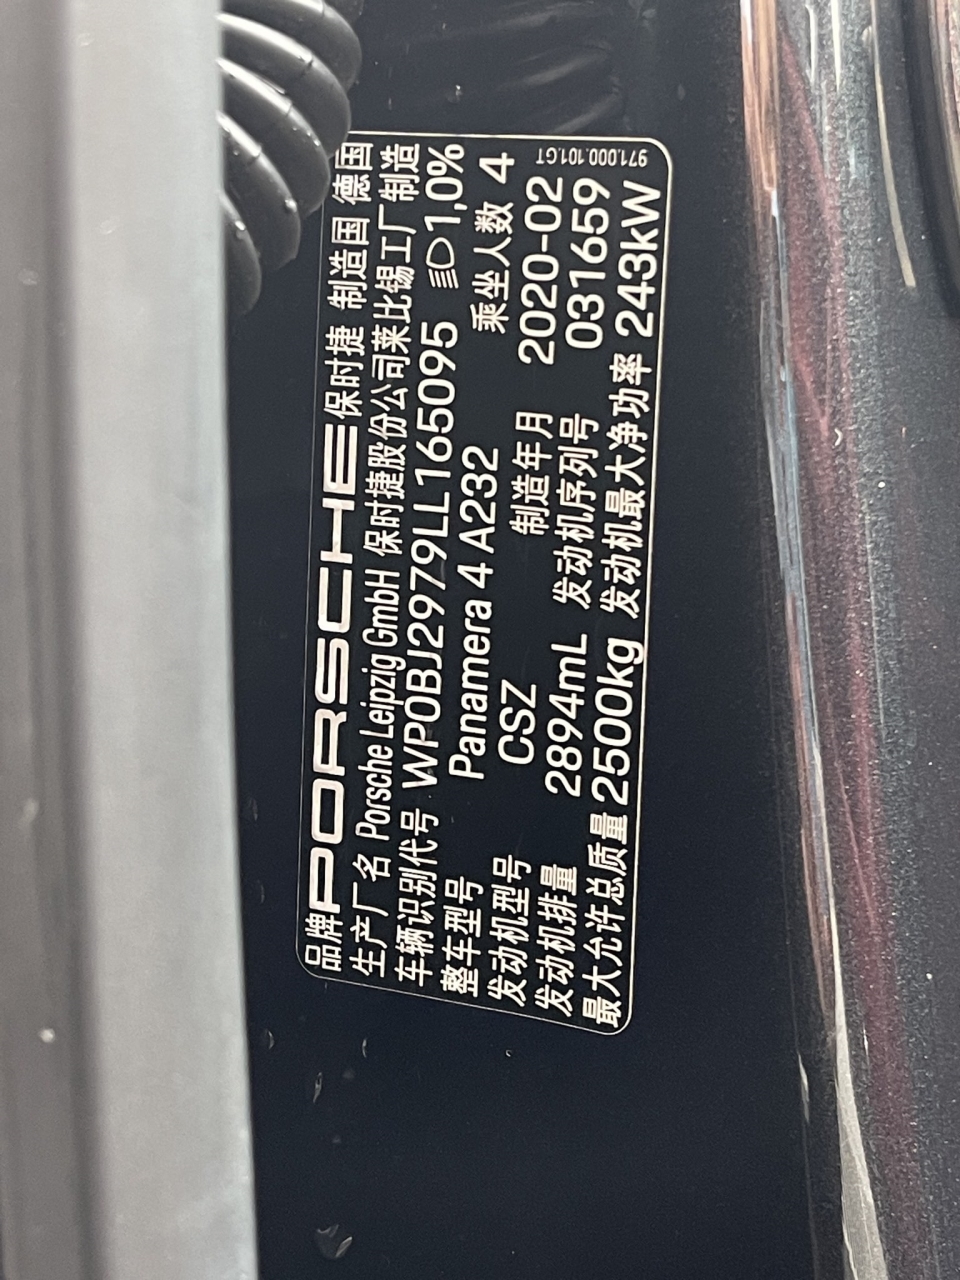 品牌 PORSCHE 保时捷 制造国 德国
生产厂名 Porsche Leipzig GmbH 保时捷股份公司莱比锡工厂制造
车辆识别代号 WP0BJ2979LL165095 1,0%
整车型号 Panamera 4 A232 乘坐人数 4
发动机型号 CSZ 制造年月 2020-02
发动机排量 2894mL 发动机序列号 031659
最大允许总质量 2500kg 发动机最大净功率 243kW
971.000.101.GT